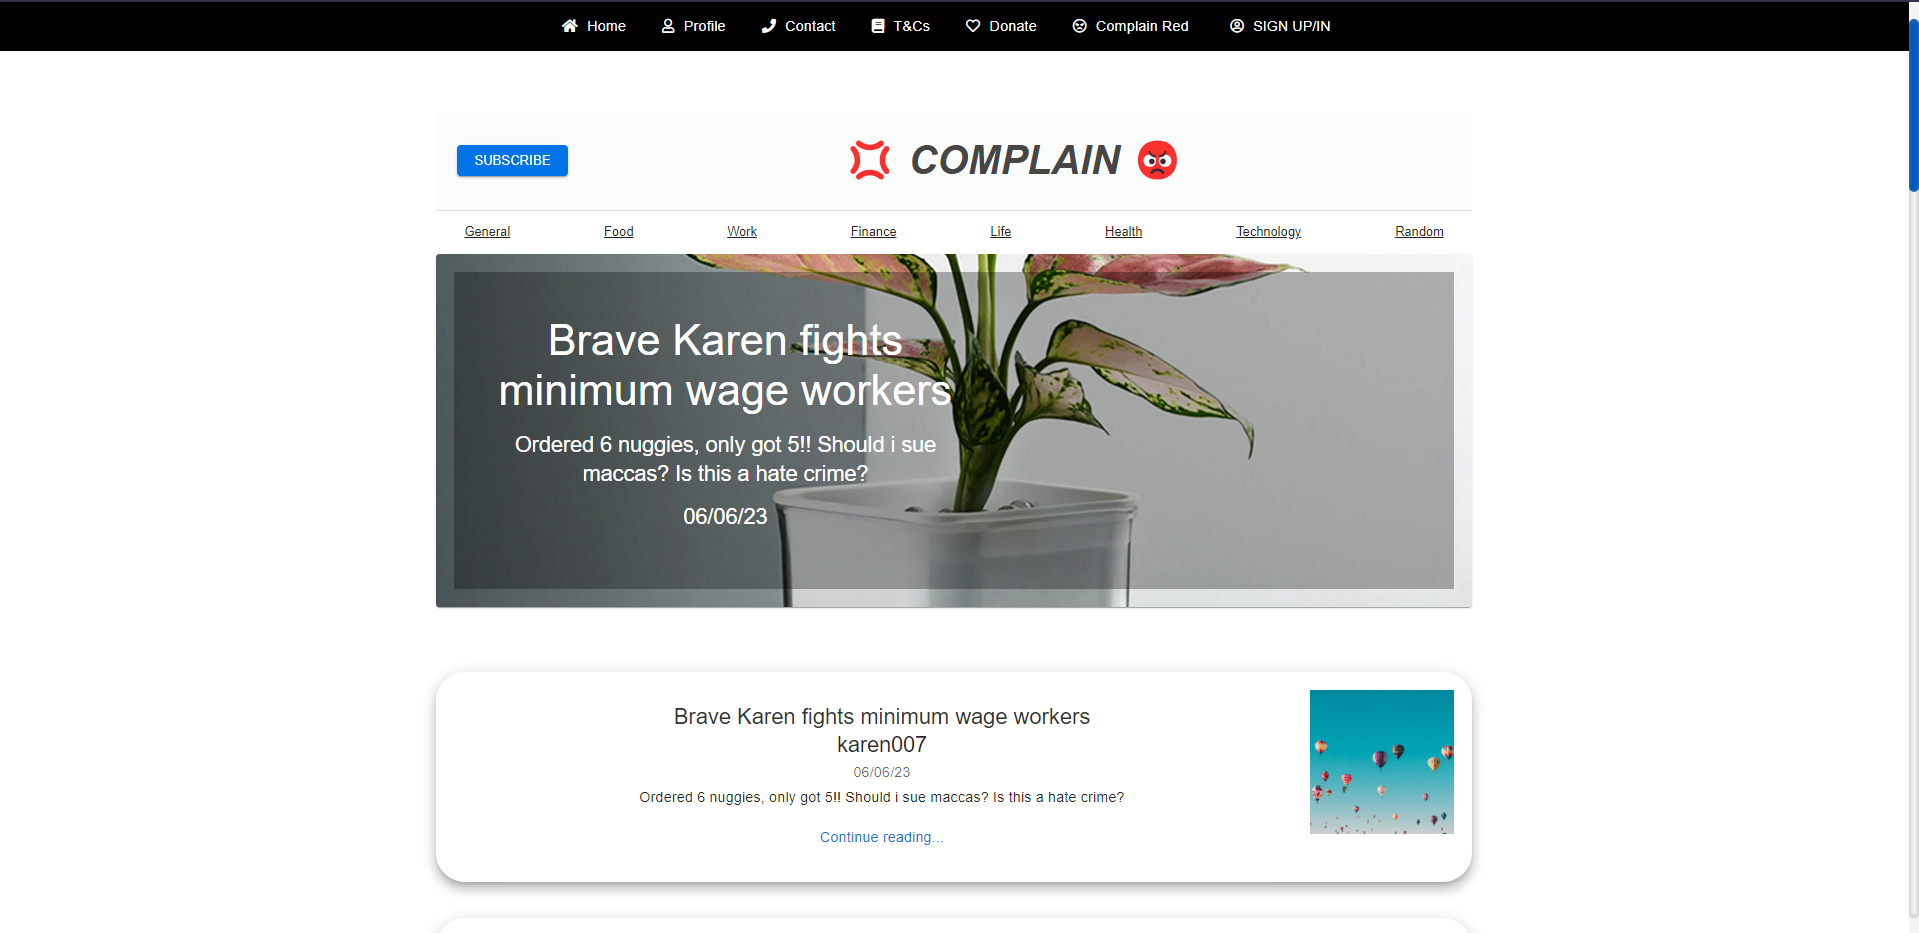 Home Profile Contact T&Cs Donate Complain Red SIGN UP/IN
SUBSCRIBE
💢 COMPLAIN 😡
General Food Work Finance Life Health Technology Random
Brave Karen fights
minimum wage workers
Ordered 6 nuggies, only got 5!! Should i sue
maccas? Is this a hate crime?
06/06/23
Brave Karen fights minimum wage workers
karen007
06/06/23
Ordered 6 nuggies, only got 5!! Should i sue maccas? Is this a hate crime?
Continue reading...